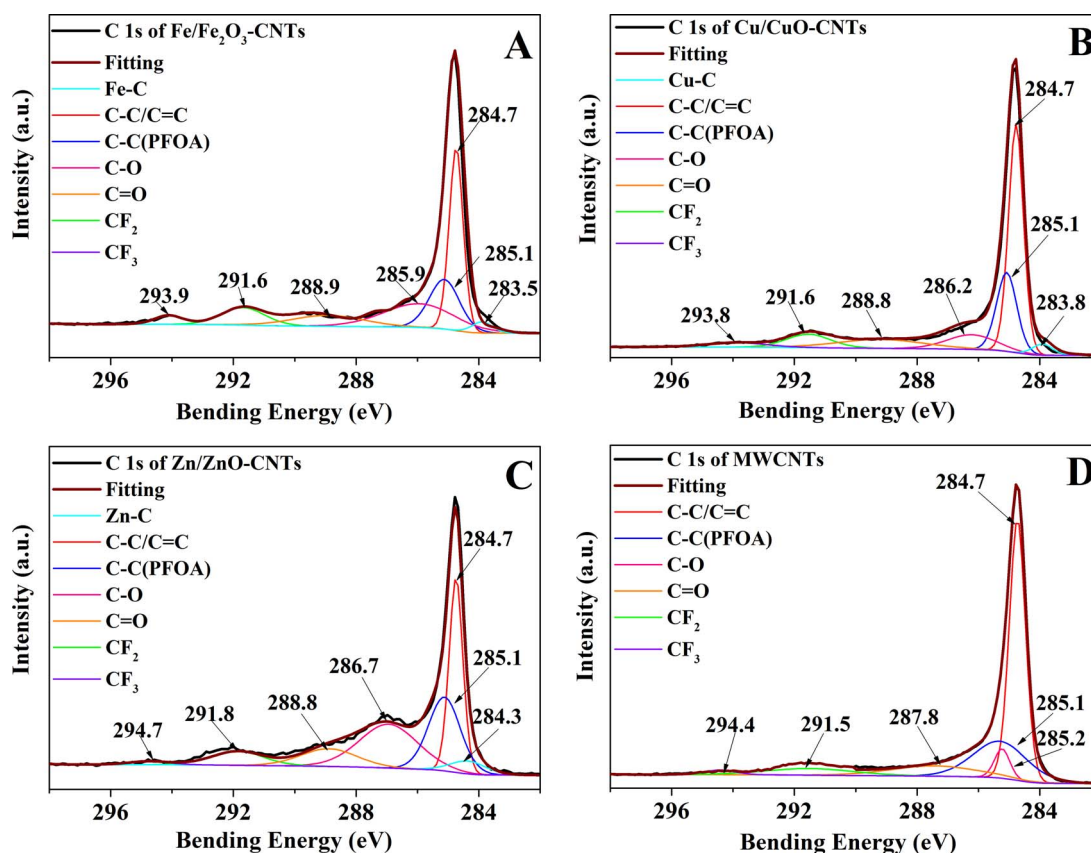 A
C 1s of Fe/Fe₂O₃-CNTs
Fitting
Fe-C
C-C/C=C
C-C(PFOA)
C-O
C=O
CF₂
CF₃
284.7
285.1
283.5
285.9
288.9
291.6
293.9
Intensity (a.u.)
296 292 288 284
Bending Energy (eV)
B
C 1s of Cu/CuO-CNTs
Fitting
Cu-C
C-C/C=C
C-C(PFOA)
C-O
C=O
CF₂
CF₃
284.7
285.1
283.8
286.2
288.8
291.6
293.8
Intensity (a.u.)
296 292 288 284
Bending Energy (eV)
C
C 1s of Zn/ZnO-CNTs
Fitting
Zn-C
C-C/C=C
C-C(PFOA)
C-O
C=O
CF₂
CF₃
284.7
285.1
284.3
286.7
288.8
291.8
294.7
Intensity (a.u.)
296 292 288 284
Bending Energy (eV)
D
C 1s of MWCNTs
Fitting
C-C/C=C
C-C(PFOA)
C-O
C=O
CF₂
CF₃
284.7
285.1
285.2
287.8
291.5
294.4
Intensity (a.u.)
296 292 288 284
Bending Energy (eV)